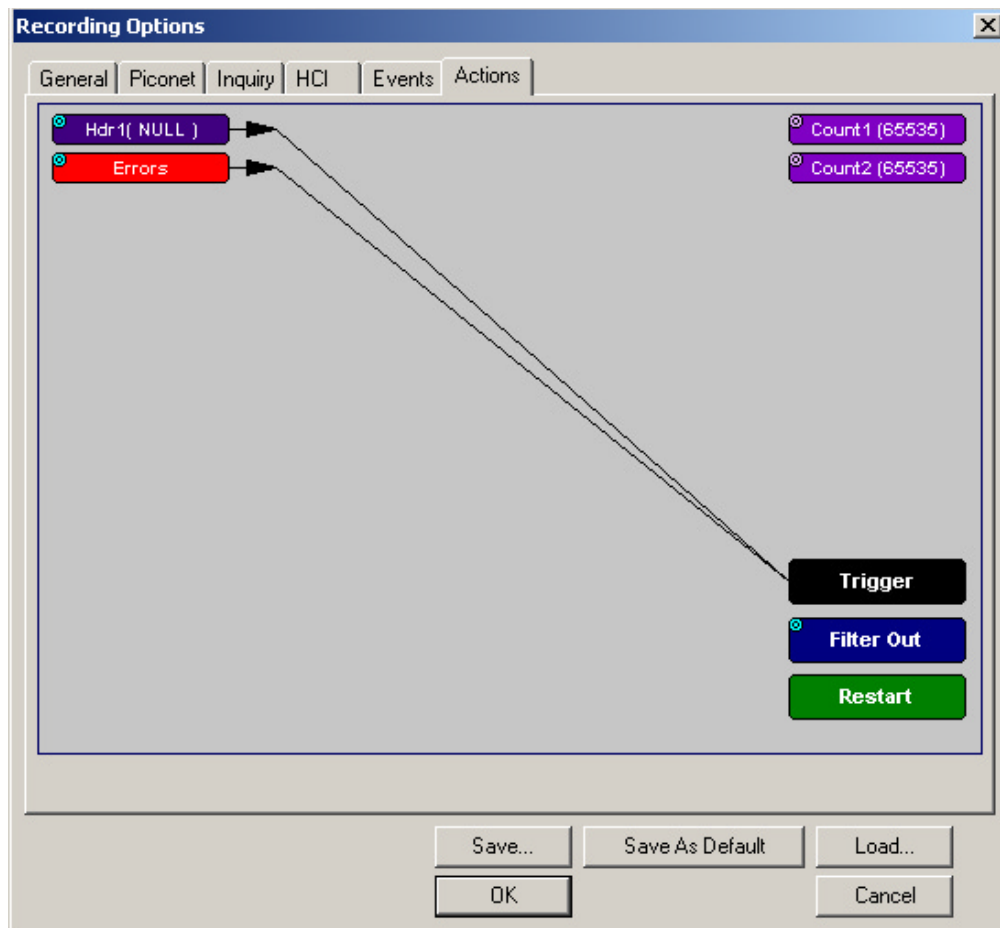 Recording Options
General Piconet Inquiry HCI Events Actions
Hdr1( NULL )
Count1 (65535)
Errors
Count2 (65535)
Trigger
Filter Out
Restart
Save... Save As Default Load...
OK Cancel